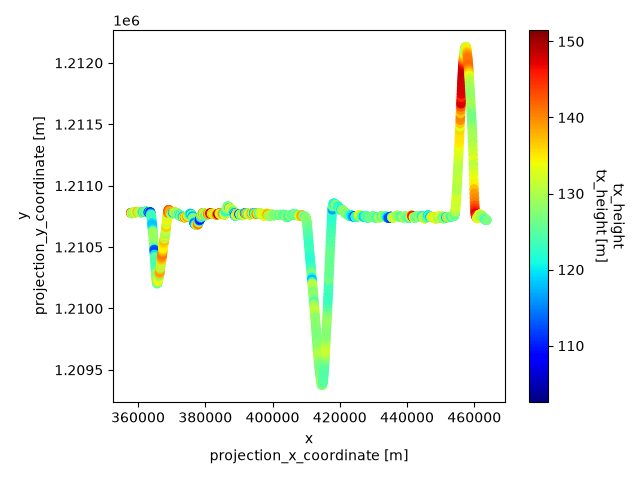 1e6
1.2120
1.2115
1.2110
1.2105
1.2100
1.2095
y
projection_y_coordinate [m]
360000 380000 400000 420000 440000 460000
x
projection_x_coordinate [m]
150
140
130
120
110
tx_height
tx_height [m]